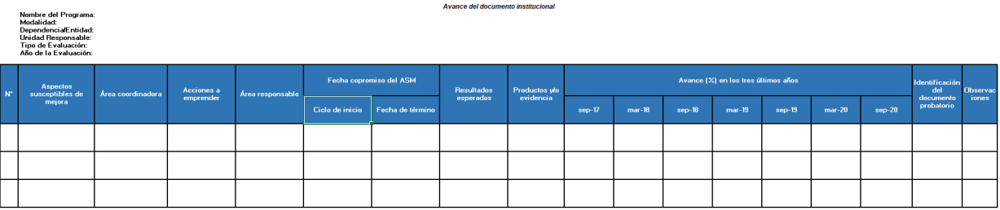 Avance del documento institucional
Nombre del Programa:
Modalidad:
Dependencia/Entidad:
Unidad Responsable:
Tipo de Evaluación:
Año de la Evaluación:
N°
Aspectos
susceptibles de
mejora
Área coordinadora
Acciones a
emprender
Área responsable
Fecha copromiso del ASM
Ciclo de inicio
Fecha de término
Resultados
esperados
Productos y/o
evidencia
Avance (%) en los tres últimos años
sep-17
mar-18
sep-18
mar-19
sep-19
mar-20
sep-20
Identificación
del
documento
probatorio
Observac
iones